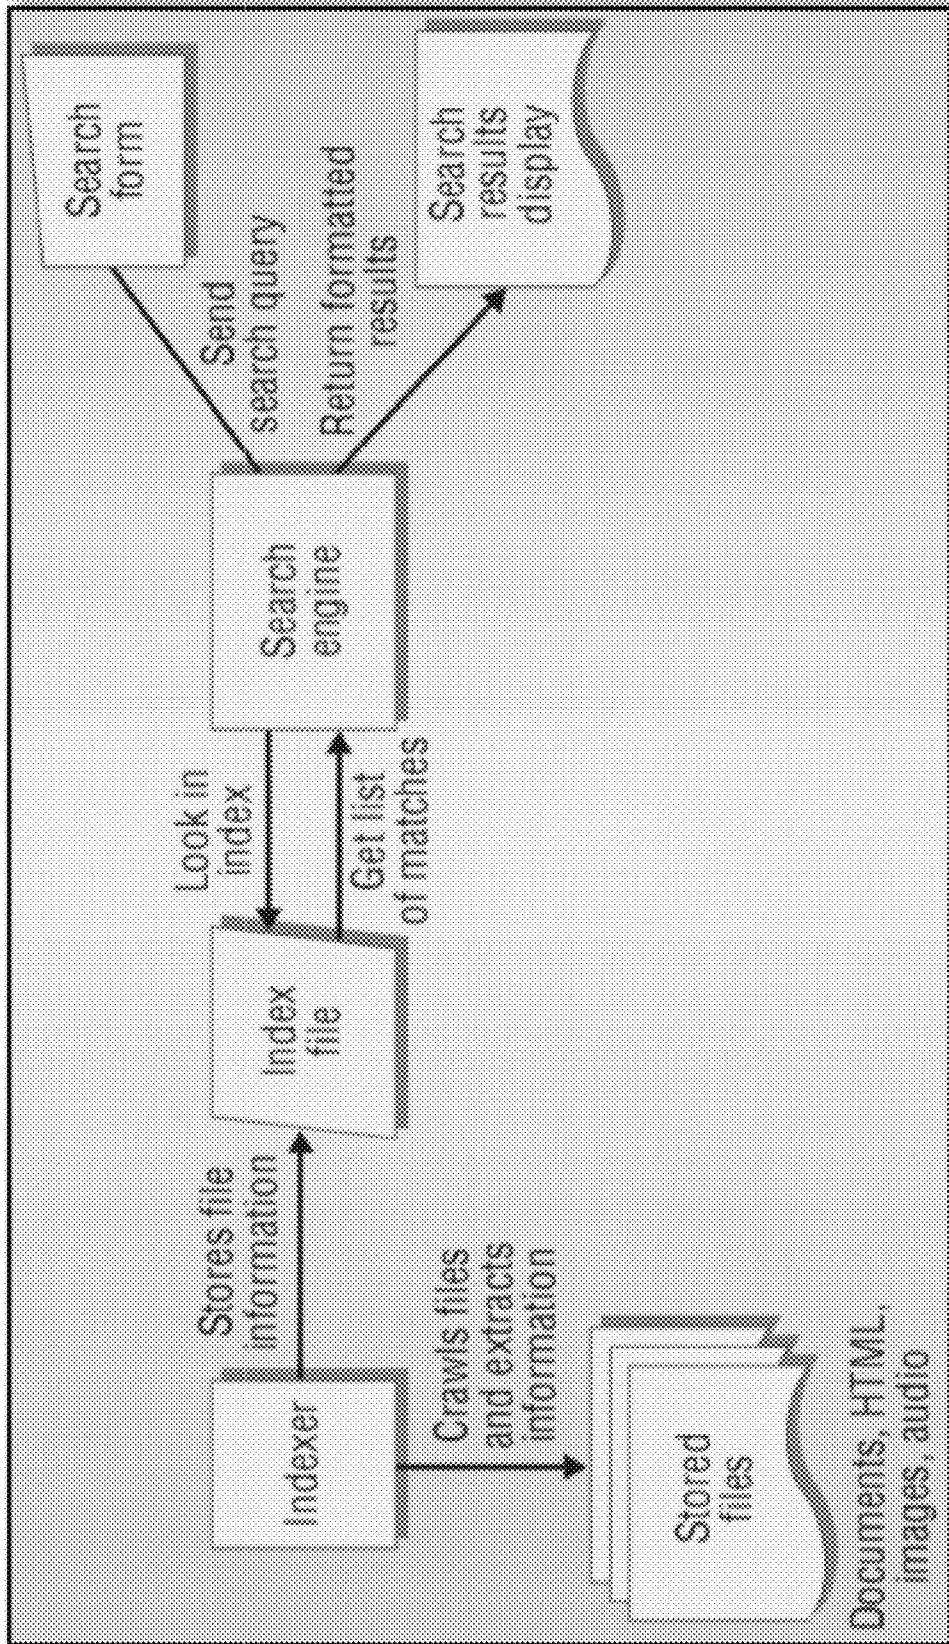 Search
form
Send
search query
Return formatted
results
Search
results
display
Search
engine
Look in
index
Get list
of matches
Index
file
Stores file
information
Indexer
Crawls files
and extracts
information
Stored
files
Documents, HTML,
images, audio